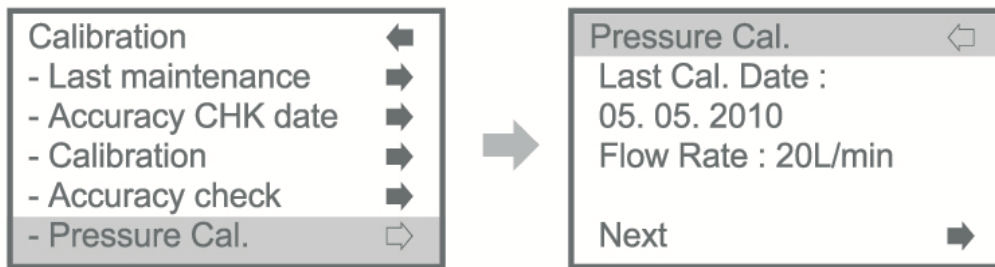 Calibration
- Last maintenance
- Accuracy CHK date
- Calibration
- Accuracy check
- Pressure Cal.
Pressure Cal.
Last Cal. Date :
05. 05. 2010
Flow Rate : 20L/min
Next